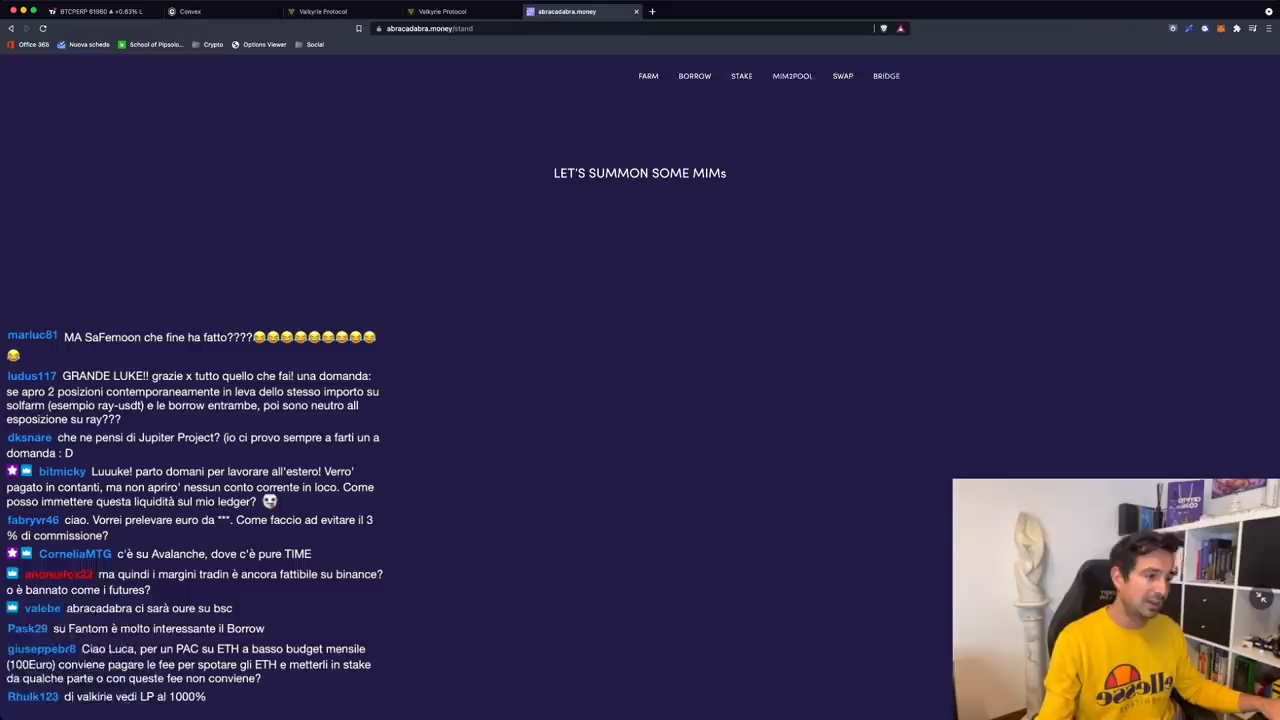 BTCPERP 61960 ▲ +0.63% L
Convex
Valkyrie Protocol
Valkyrie Protocol
abracadabra.money
abracadabra.money/stand
Office 365
Nuova scheda
School of Pipsolo...
Crypto
Options Viewer
Social
FARM BORROW STAKE MIM2POOL SWAP BRIDGE
LET'S SUMMON SOME MIMs
marluc81 MA SaFemoon che fine ha fatto????😂😂😂😂😂😂😂😂😂
😂
ludus117 GRANDE LUKE!! grazie x tutto quello che fai! una domanda:
se apro 2 posizioni contemporaneamente in leva dello stesso importo su
solfarm (esempio ray-usdt) e le borrow entrambe, poi sono neutro all
esposizione su ray???
dksnare che ne pensi di Jupiter Project? (io ci provo sempre a farti un a
domanda : D
bitmicky Luuuke! parto domani per lavorare all'estero! Verro'
pagato in contanti, ma non apriro' nessun conto corrente in loco. Come
posso immettere questa liquidità sul mio ledger?
fabryvr46 ciao. Vorrei prelevare euro da ***. Come faccio ad evitare il 3
% di commissione?
CorneliaMTG c'è su Avalanche, dove c'è pure TIME
ma quindi i margini tradin è ancora fattibile su binance?
o è bannato come i futures?
valebe abracadabra ci sarà oure su bsc
Pask29 su Fantom è molto interessante il Borrow
giuseppebr8 Ciao Luca, per un PAC su ETH a basso budget mensile
(100Euro) conviene pagare le fee per spotare gli ETH e metterli in stake
da qualche parte o con queste fee non conviene?
Rhulk123 di valkirie vedi LP al 1000%
ellesse